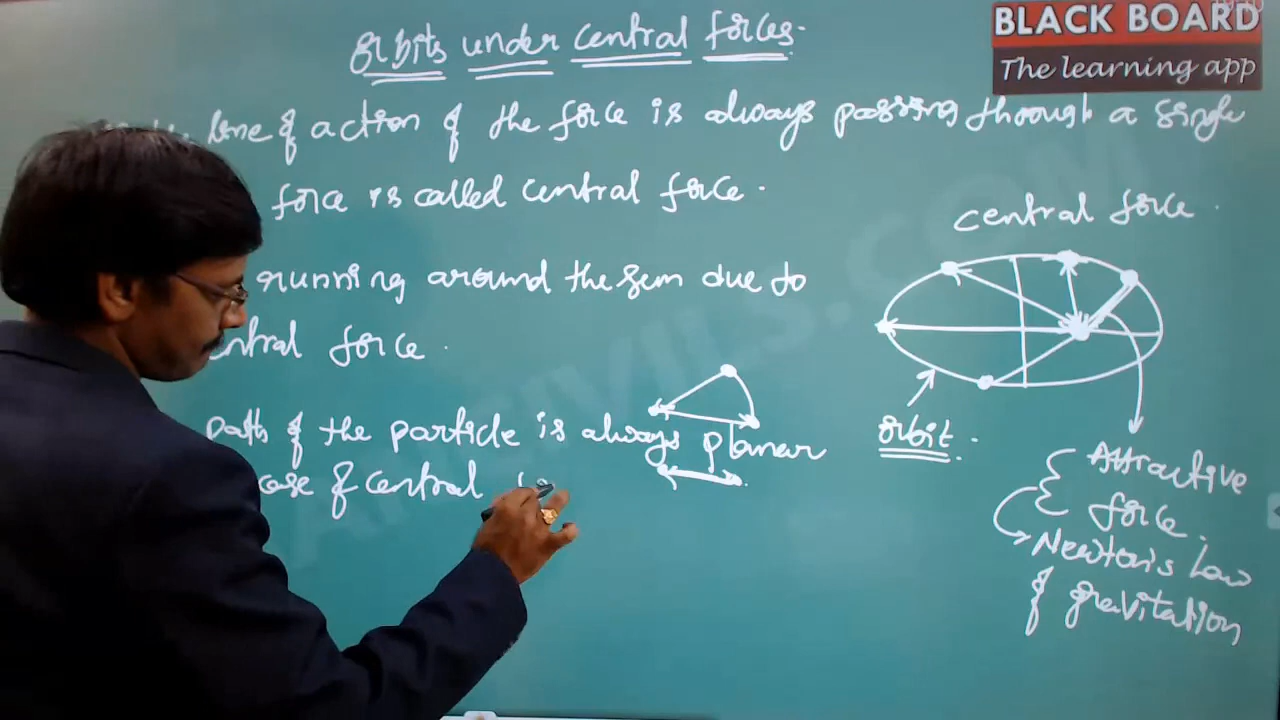 BLACK BOARD
The learning app
orbits under central forces.
line of action of the force is always passing through a single
force is called central force.
central force.
running around the sun due to
central force.
path of the particle is always planar
case of central
orbit.
Attractive
force.
Newton's Law
of gravitation